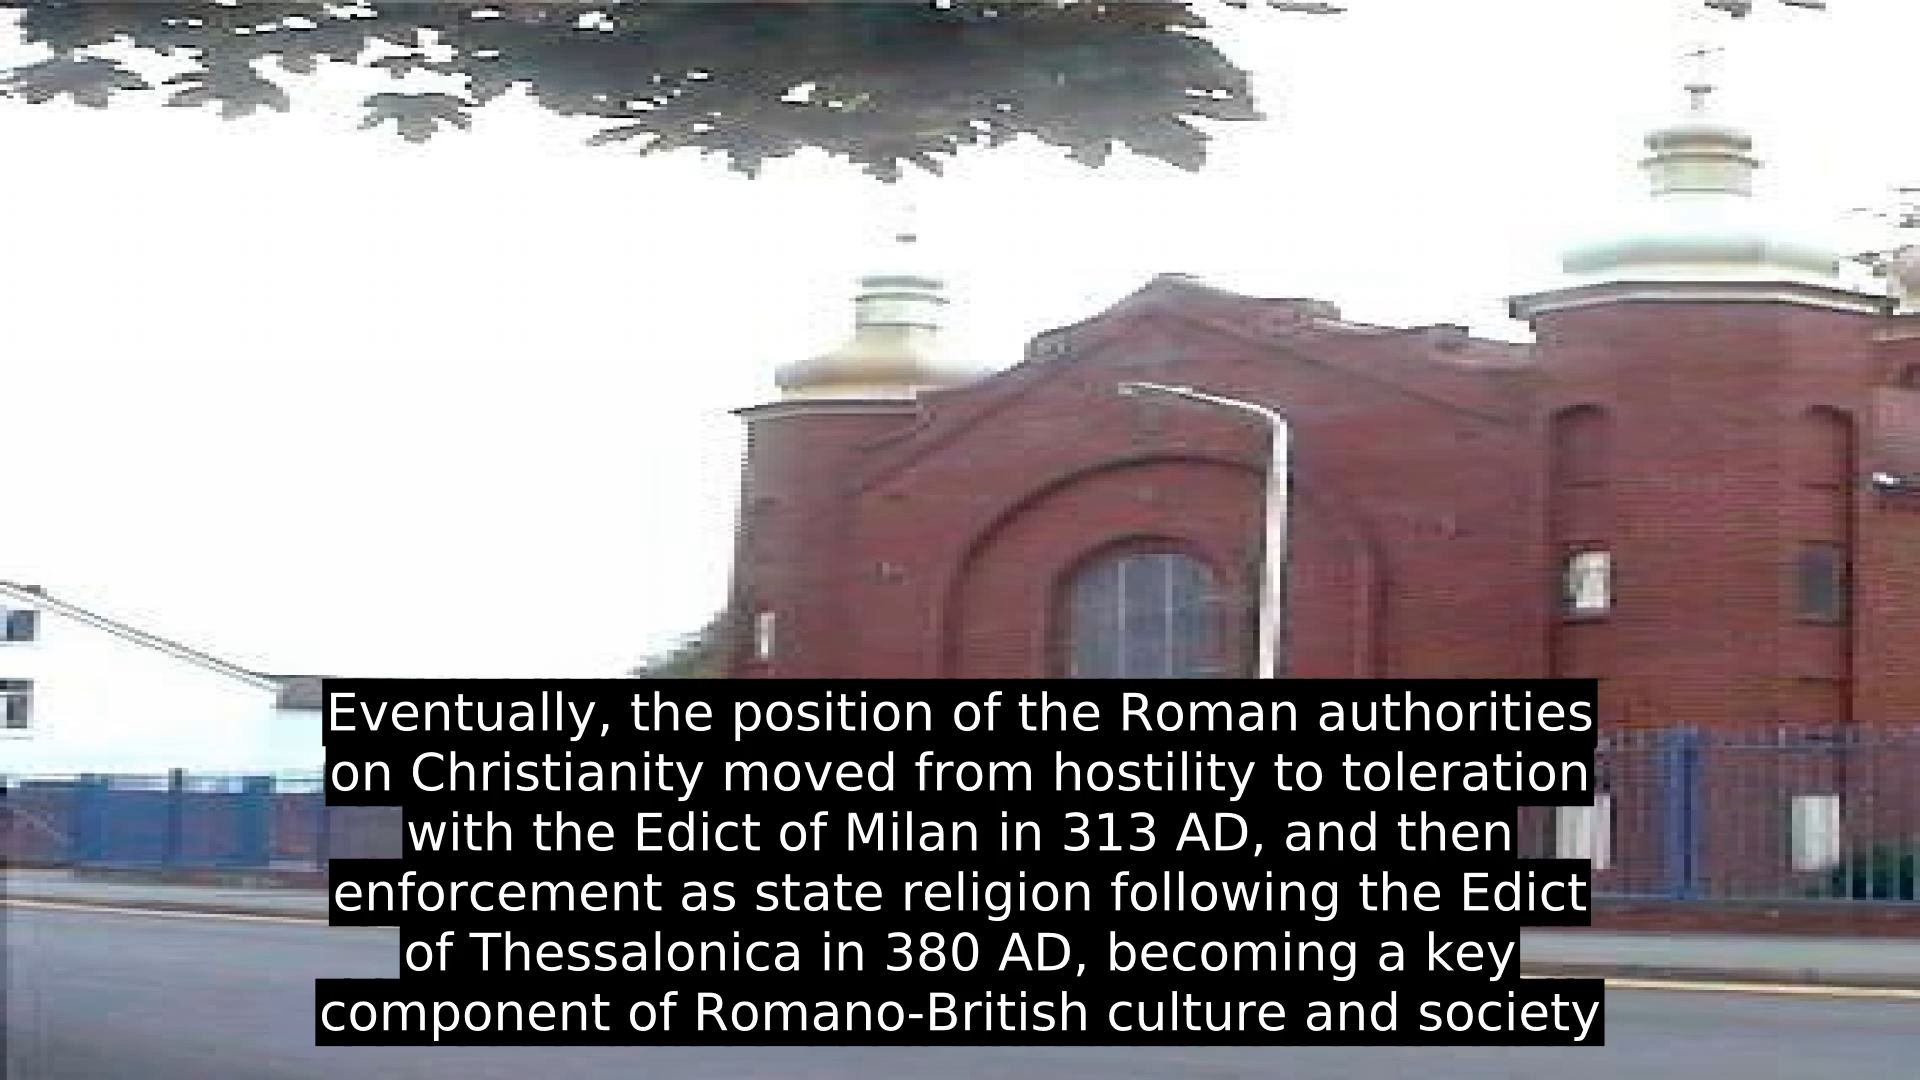 Eventually, the position of the Roman authorities
on Christianity moved from hostility to toleration
with the Edict of Milan in 313 AD, and then
enforcement as state religion following the Edict
of Thessalonica in 380 AD, becoming a key
component of Romano-British culture and society